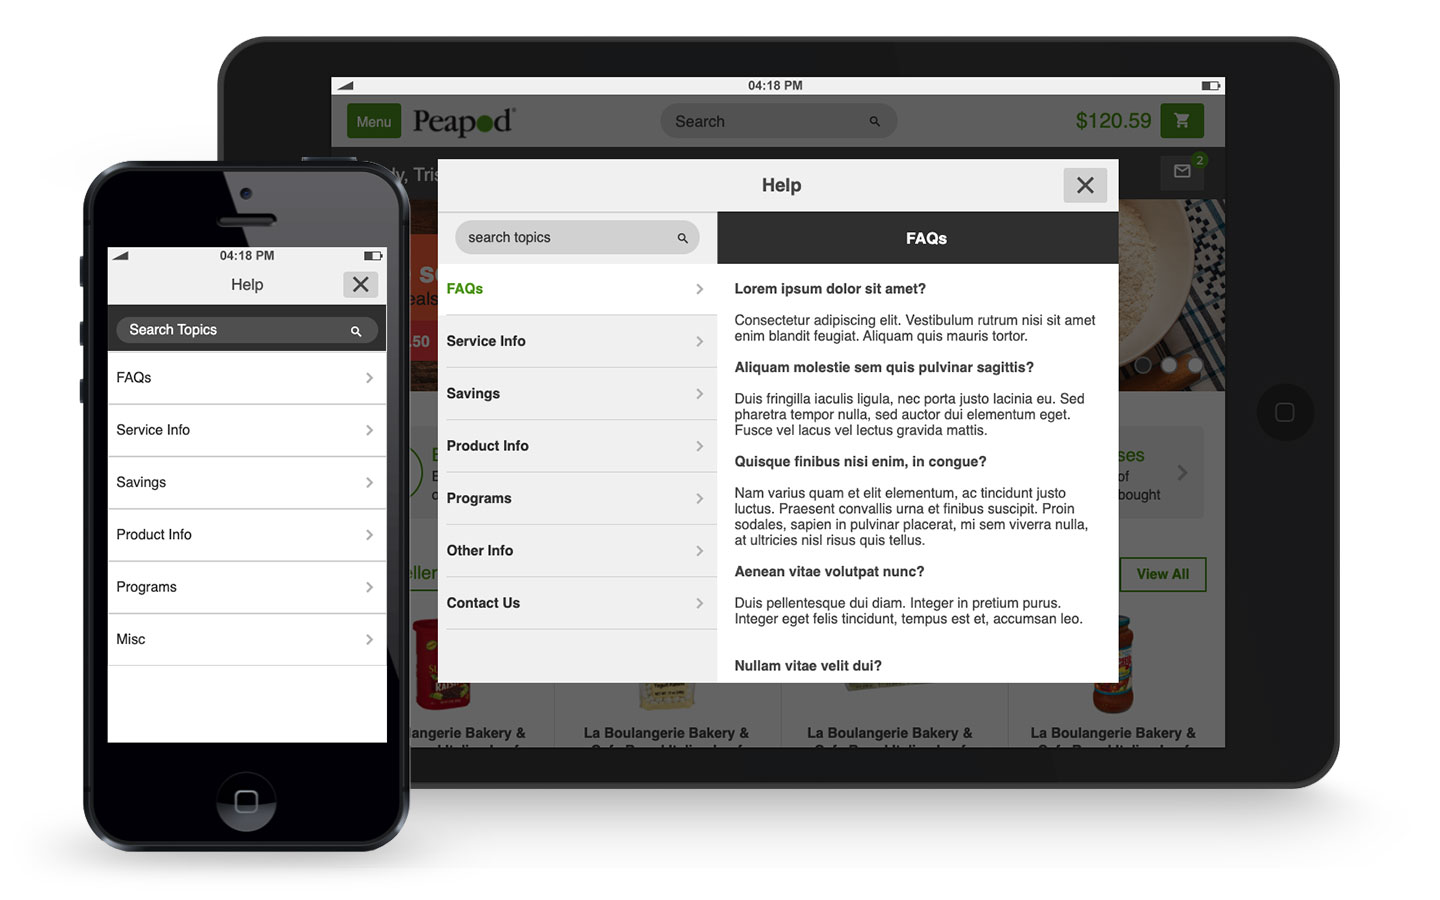 04:18 PM
Menu
Peapod
Search
$120.59
2
Help
search topics
FAQs
FAQs
Service Info
Savings
Product Info
Programs
Other Info
Contact Us
Lorem ipsum dolor sit amet?
Consectetur adipiscing elit. Vestibulum rutrum nisi sit amet
enim blandit feugiat. Aliquam quis mauris tortor.
Aliquam molestie sem quis pulvinar sagittis?
Duis fringilla iaculis ligula, nec porta justo lacinia eu. Sed
pharetra tempor nulla, sed auctor dui elementum eget.
Fusce vel lacus vel lectus gravida mattis.
Quisque finibus nisi enim, in congue?
Nam varius quam et elit elementum, ac tincidunt justo
luctus. Praesent convallis urna et finibus suscipit. Proin
sodales, sapien in pulvinar placerat, mi sem viverra nulla,
at ultricies nisl risus quis tellus.
Aenean vitae volutpat nunc?
Duis pellentesque dui diam. Integer in pretium purus.
Integer eget felis tincidunt, tempus est et, accumsan leo.
Nullam vitae velit dui?
.50
of
bought
View All
La Boulangerie Bakery &
La Boulangerie Bakery &
La Boulangerie Bakery &
Bakery &
04:18 PM
Help
Search Topics
FAQs
Service Info
Savings
Product Info
Programs
Misc